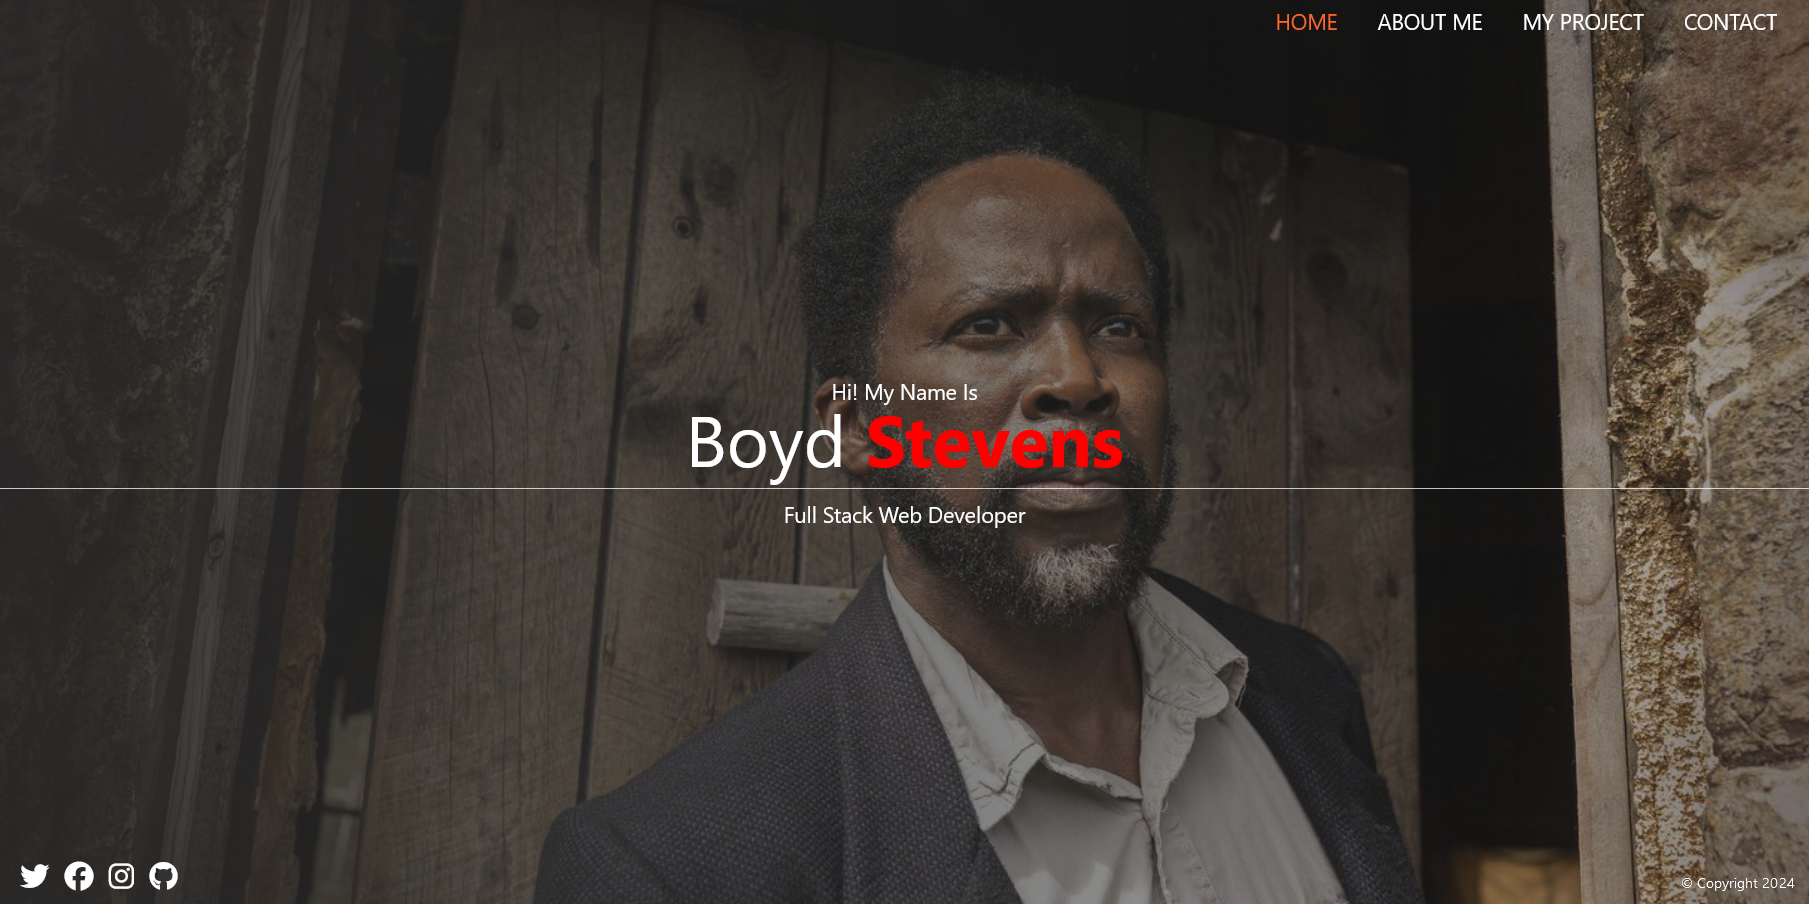 HOME ABOUT ME MY PROJECT CONTACT
Hi! My Name Is
Boyd Stevens
Full Stack Web Developer
© Copyright 2024